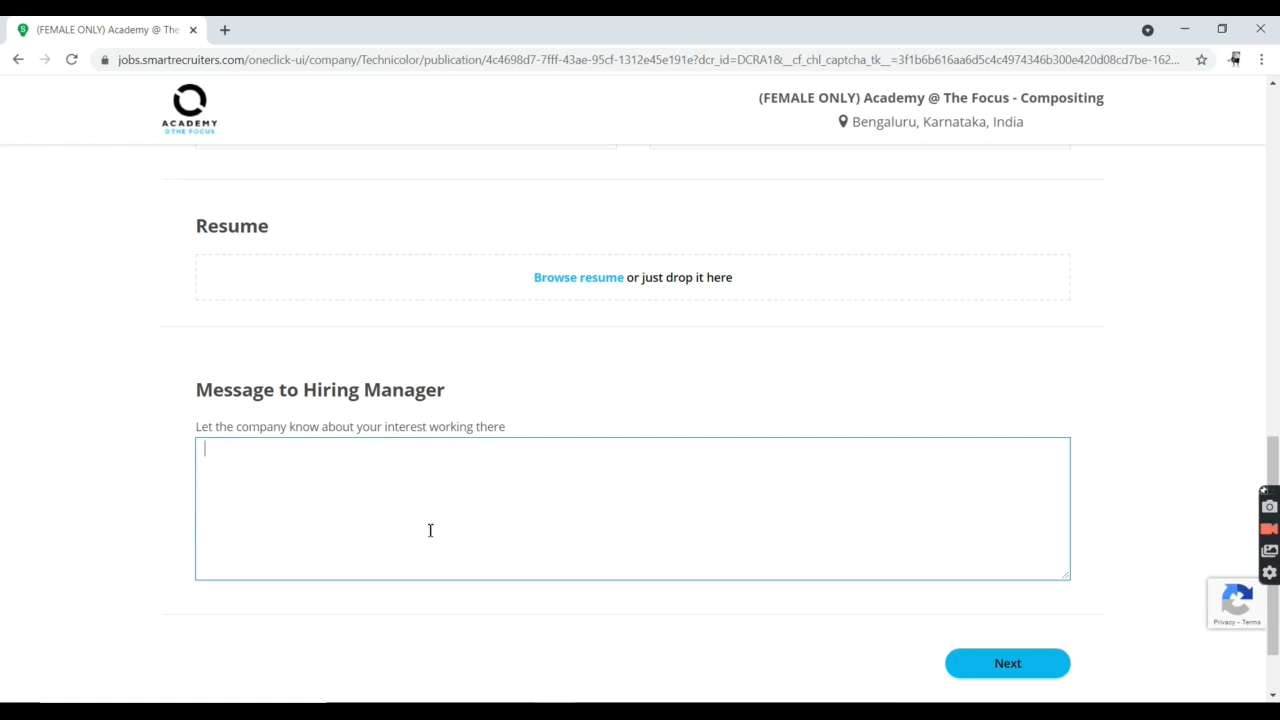 (FEMALE ONLY) Academy @ The
jobs.smartrecruiters.com/oneclick-ui/company/Technicolor/publication/4c4698d7-7fff-43ae-95cf-1312e45e191e?dcr_id=DCRA1&__cf_chl_captcha_tk__=3f1b6b616aa6d5c4c4974346b300e420d08cd7be-162...
ACADEMY
@THE FOCUS
(FEMALE ONLY) Academy @ The Focus - Compositing
Bengaluru, Karnataka, India
Resume
Browse resume or just drop it here
Message to Hiring Manager
Let the company know about your interest working there
Privacy - Terms
Next